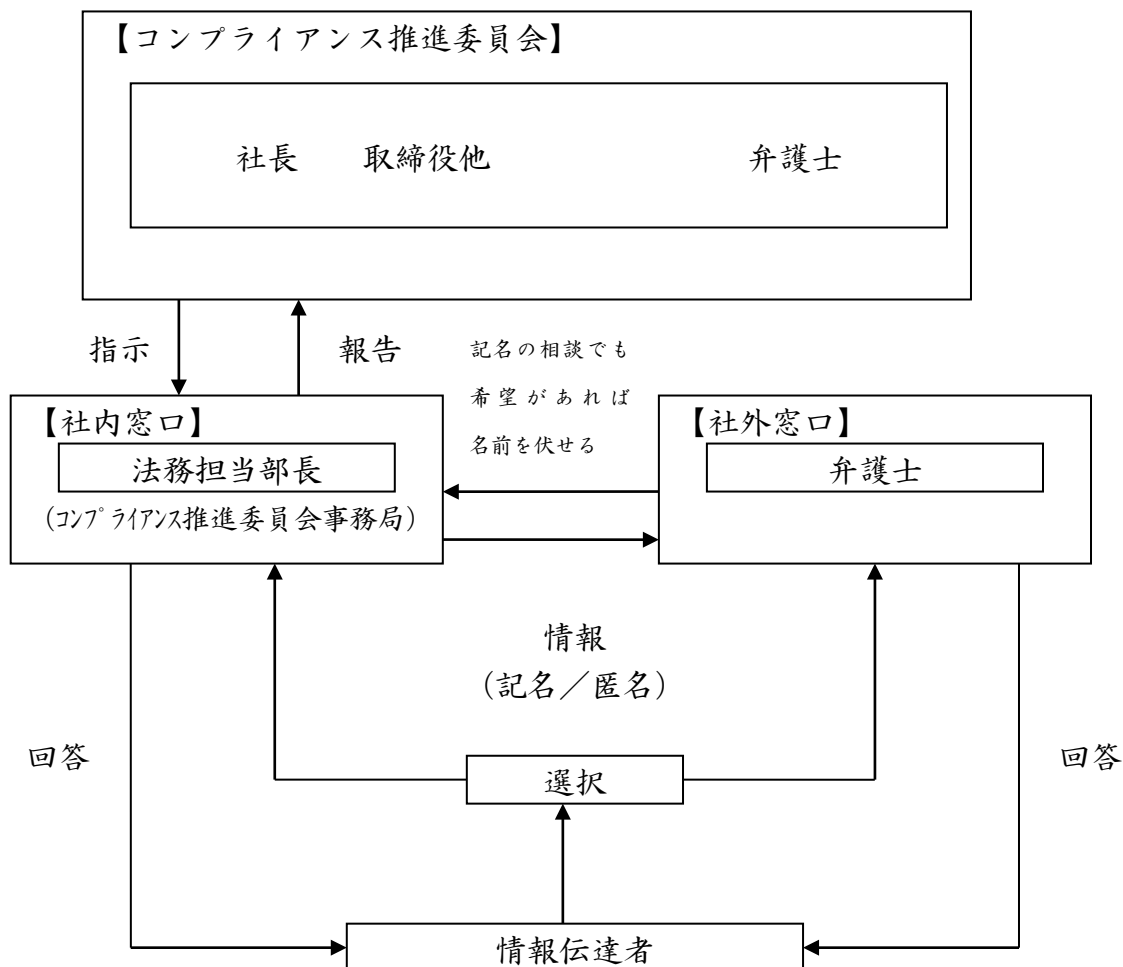 【コンプライアンス推進委員会】
社長 取締役他 弁護士
指示 報告
記名の相談でも
希望があれば
名前を伏せる
【社内窓口】
法務担当部長
(ｺﾝﾌﾟﾗｲｱﾝｽ推進委員会事務局)
【社外窓口】
弁護士
情報
(記名／匿名)
回答
回答
選択
情報伝達者